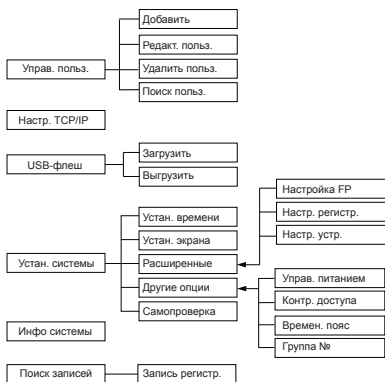 Управ. польз.
Добавить
Редакт. польз.
Удалить польз.
Поиск польз.
Настр. TCP/IP
USB-флеш
Загрузить
Выгрузить
Устан. системы
Устан. времени
Устан. экрана
Расширенные
Другие опции
Самопроверка
Настройка FP
Настр. регистр.
Настр. устр.
Управ. питанием
Контр. доступа
Времен. пояс
Группа №
Инфо системы
Поиск записей
Запись регистр.